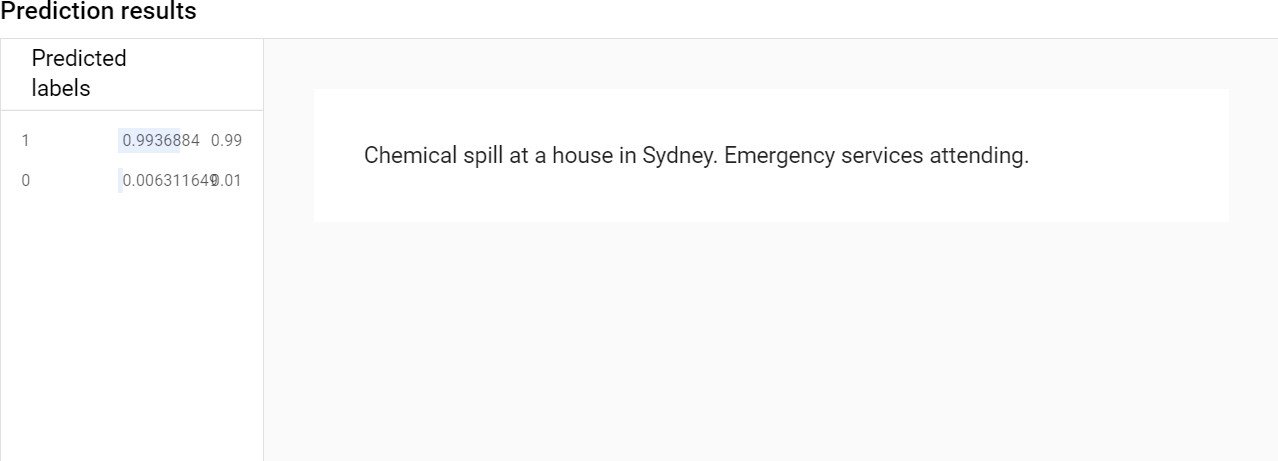 Prediction results
Predicted
labels
1 0.9936884 0.99
0 0.006311649 0.01
Chemical spill at a house in Sydney. Emergency services attending.